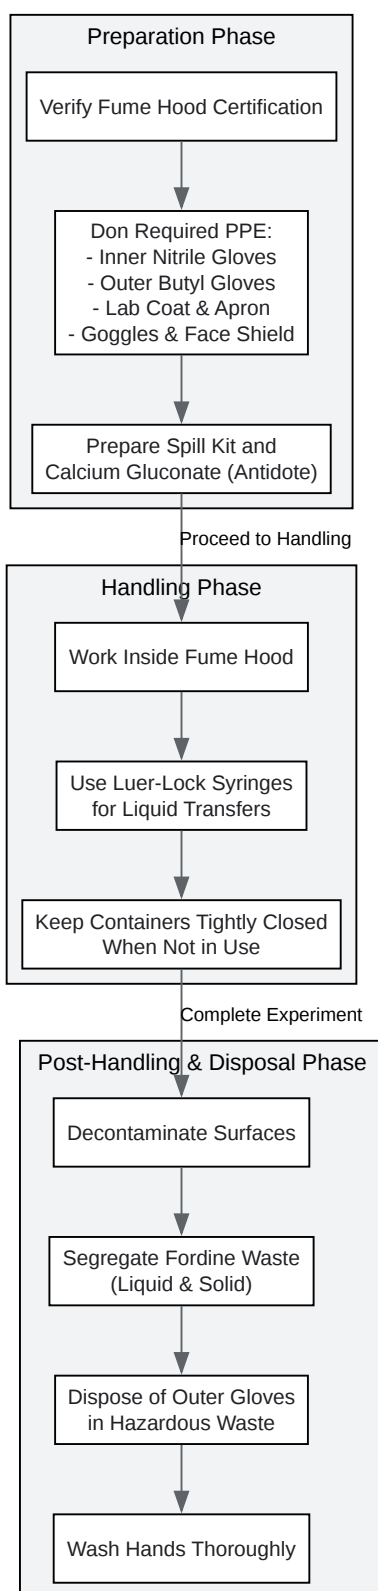 Preparation Phase
Verify Fume Hood Certification
Don Required PPE:
- Inner Nitrile Gloves
- Outer Butyl Gloves
- Lab Coat & Apron
- Goggles & Face Shield
Prepare Spill Kit and
Calcium Gluconate (Antidote)
Proceed to Handling
Handling Phase
Work Inside Fume Hood
Use Luer-Lock Syringes
for Liquid Transfers
Keep Containers Tightly Closed
When Not in Use
Complete Experiment
Post-Handling & Disposal Phase
Decontaminate Surfaces
Segregate Fordine Waste
(Liquid & Solid)
Dispose of Outer Gloves
in Hazardous Waste
Wash Hands Thoroughly